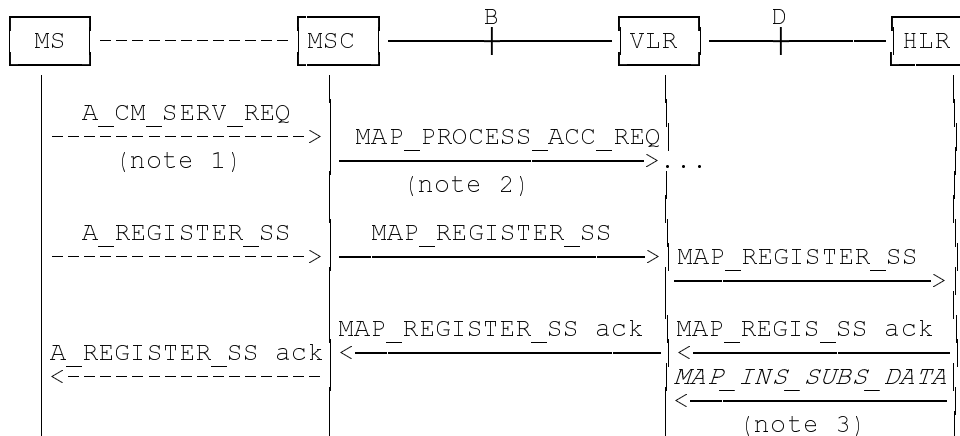 B D
MS MSC VLR HLR
A_CM_SERV_REQ
MAP_PROCESS_ACC_REQ
(note 1) ...
(note 2)
A_REGISTER_SS MAP_REGISTER_SS
MAP_REGISTER_SS
MAP_REGISTER_SS ack MAP_REGIS_SS ack
A_REGISTER_SS ack
MAP_INS_SUBS_DATA
(note 3)